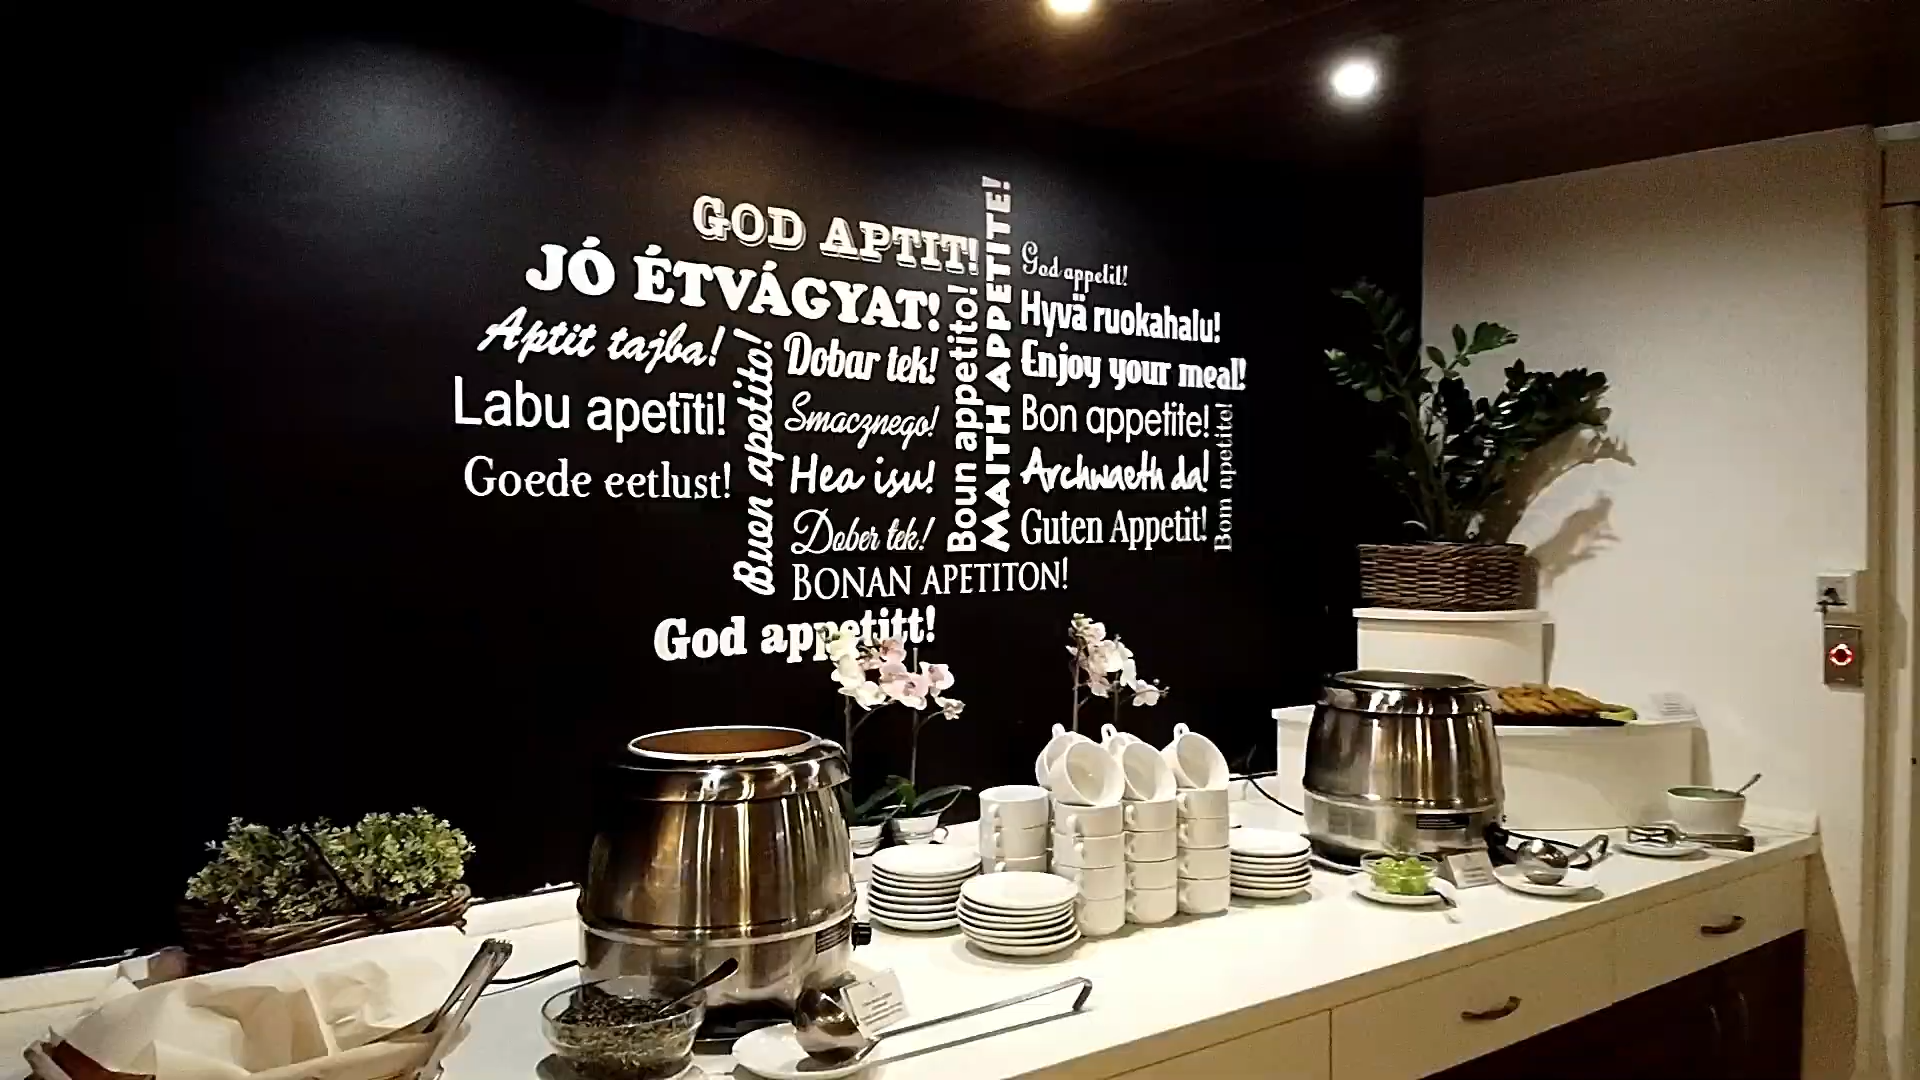 GOD APTIT!
JÓ ÉTVÁGYAT!
Aptit tajba!
Labu apetīti!
Goede eetlust!
Buen apetito!
Dobar tek!
Smacznego!
Hea isu!
Dober tek!
BONAN APETITON!
God appetitt!
Boun appetito!
MAITH APPETITE!
God appetit!
Hyvä ruokahalu!
Enjoy your meal!
Bon appetite!
Archwaeth da!
Guten Appetit!
Bom apetite!